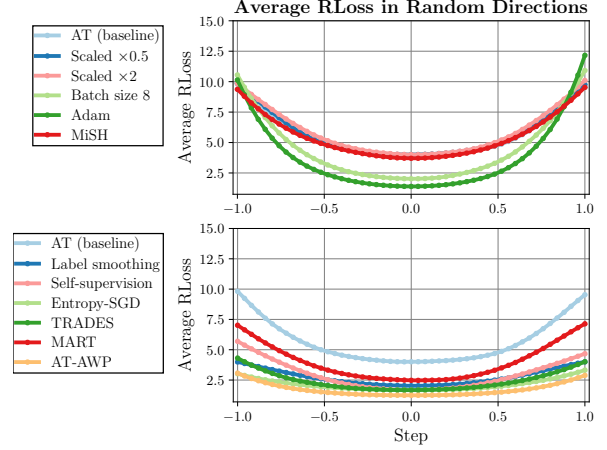 Average RLoss in Random Directions
AT (baseline)
Scaled ×0.5
Scaled ×2
Batch size 8
Adam
MiSH
Average RLoss
15.0
12.5
10.0
7.5
5.0
2.5
−1.0
−0.5
0.0
0.5
1.0
AT (baseline)
Label smoothing
Self-supervision
Entropy-SGD
TRADES
MART
AT-AWP
Average RLoss
15.0
12.5
10.0
7.5
5.0
2.5
−1.0
−0.5
0.0
0.5
1.0
Step